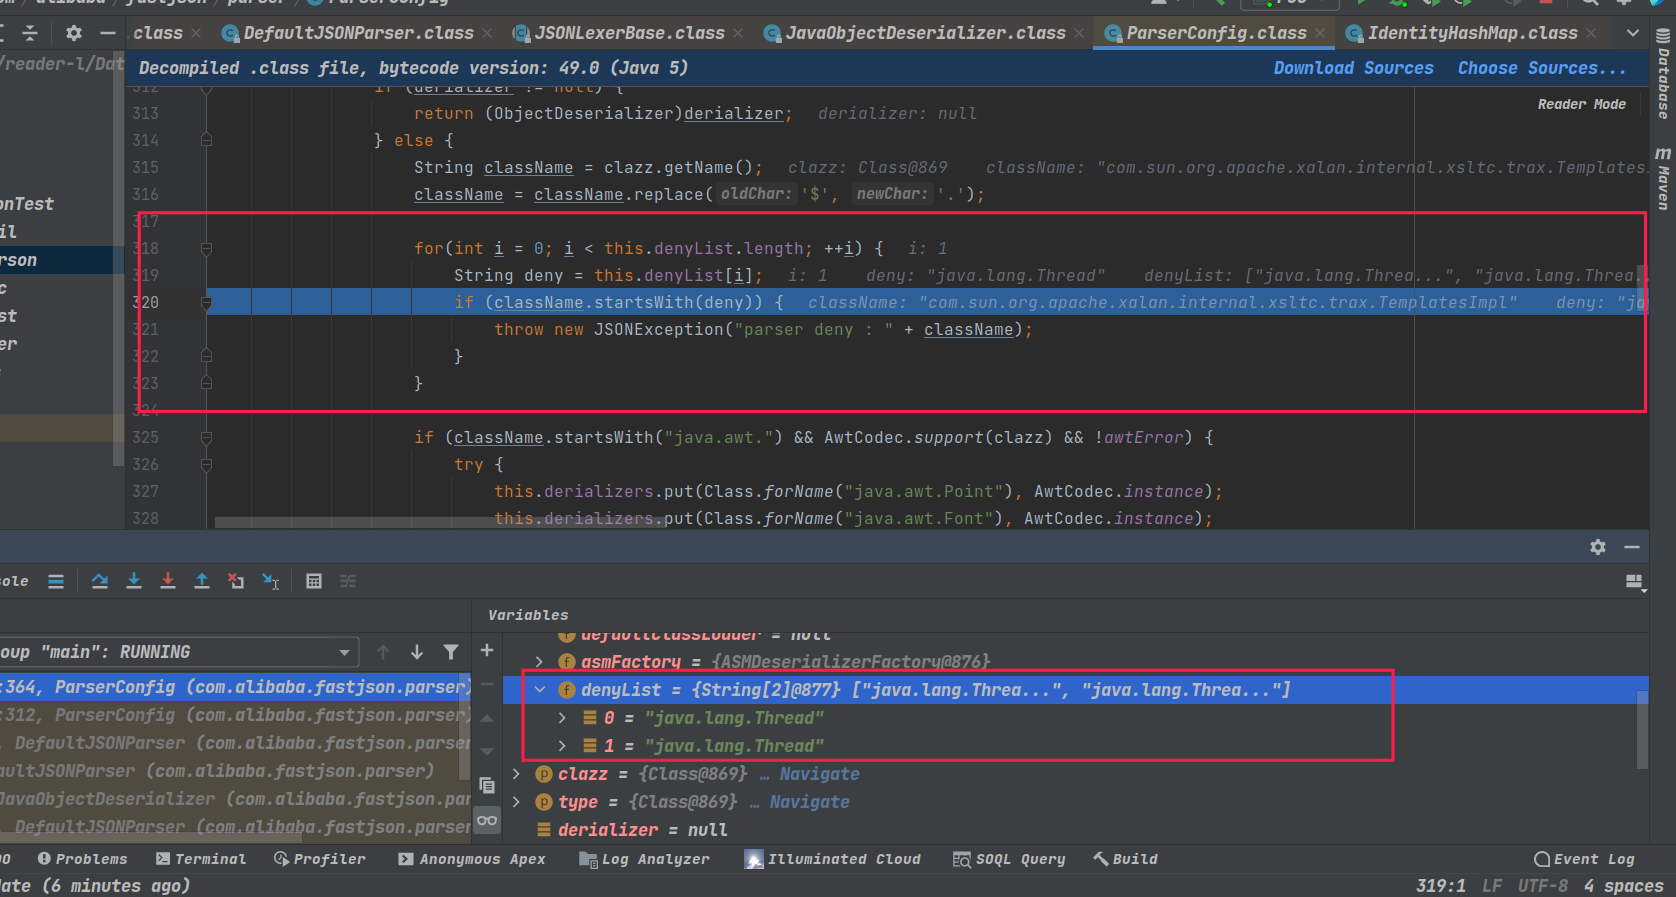 .class × DefaultJSONParser.class × JSONLexerBase.class × JavaObjectDeserializer.class × ParserConfig.class × IdentityHashMap.class ×
/reader-l/Dat
Decompiled .class file, bytecode version: 49.0 (Java 5) Download Sources Choose Sources...
Reader Mode
Database
Maven
313 return (ObjectDeserializer)derializer; derializer: null
314 } else {
315 String className = clazz.getName(); clazz: Class@869 className: "com.sun.org.apache.xalan.internal.xsltc.trax.Templates
316 className = className.replace( oldChar: '$', newChar: '.');
317
318 for(int i = 0; i < this.denyList.length; ++i) { i: 1
319 String deny = this.denyList[i]; i: 1 deny: "java.lang.Thread" denyList: ["java.lang.Threa...", "java.lang.Threa
320 if (className.startsWith(deny)) { className: "com.sun.org.apache.xalan.internal.xsltc.trax.TemplatesImpl" deny: "ja
321 throw new JSONException("parser deny : " + className);
322 }
323 }
324
325 if (className.startsWith("java.awt.") && AwtCodec.support(clazz) && !awtError) {
326 try {
327 this.derializers.put(Class.forName("java.awt.Point"), AwtCodec.instance);
328 this.derializers.put(Class.forName("java.awt.Font"), AwtCodec.instance);
onTest
il
rson
c
st
er
sole
Variables
oup "main": RUNNING
:364, ParserConfig (com.alibaba.fastjson.parser)
:312, ParserConfig (com.alibaba.fastjson.parser)
, DefaultJSONParser (com.alibaba.fastjson.parser
aultJSONParser (com.alibaba.fastjson.parser)
JavaObjectDeserializer (com.alibaba.fastjson.par
, DefaultJSONParser (com.alibaba.fastjson.parser
defaultClassLoader = null
asmFactory = {ASMDeserializerFactory@876}
denyList = {String[2]@877} ["java.lang.Threa...", "java.lang.Threa..."]
0 = "java.lang.Thread"
1 = "java.lang.Thread"
clazz = {Class@869} … Navigate
type = {Class@869} … Navigate
derializer = null
Problems Terminal Profiler Anonymous Apex Log Analyzer Illuminated Cloud SOQL Query Build Event Log
date (6 minutes ago) 319:1 LF UTF-8 4 spaces